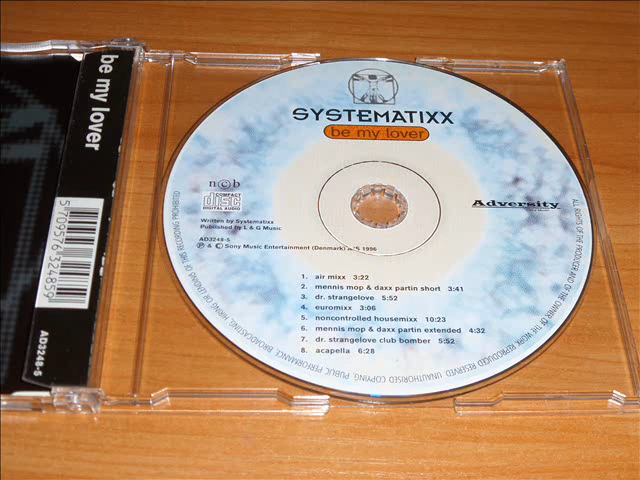 be my lover
5709576324859
AD3248-5
SYSTEMATIXX
be my lover
n©b
COMPACT
disc
DIGITAL AUDIO
Adversity
Written by Systematixx
Published by L & G Music
AD3248-5
℗ & © Sony Music Entertainment (Denmark) A/S 1996
1. air mixx 3:22
2. mennis mop & daxx partin short 3:41
3. dr. strangelove 5:52
4. euromixx 3:06
5. noncontrolled housemixx 10:23
6. mennis mop & daxx partin extended 4:32
7. dr. strangelove club bomber 5:52
8. acapella 6:28
ALL RIGHTS OF THE PRODUCER AND OF THE OWNER OF THE WORK REPRODUCED RESERVED. UNAUTHORISED COPYING, PUBLIC PERFORMANCE, BROADCASTING, HIRING OR LENDING OF THIS RECORDING PROHIBITED